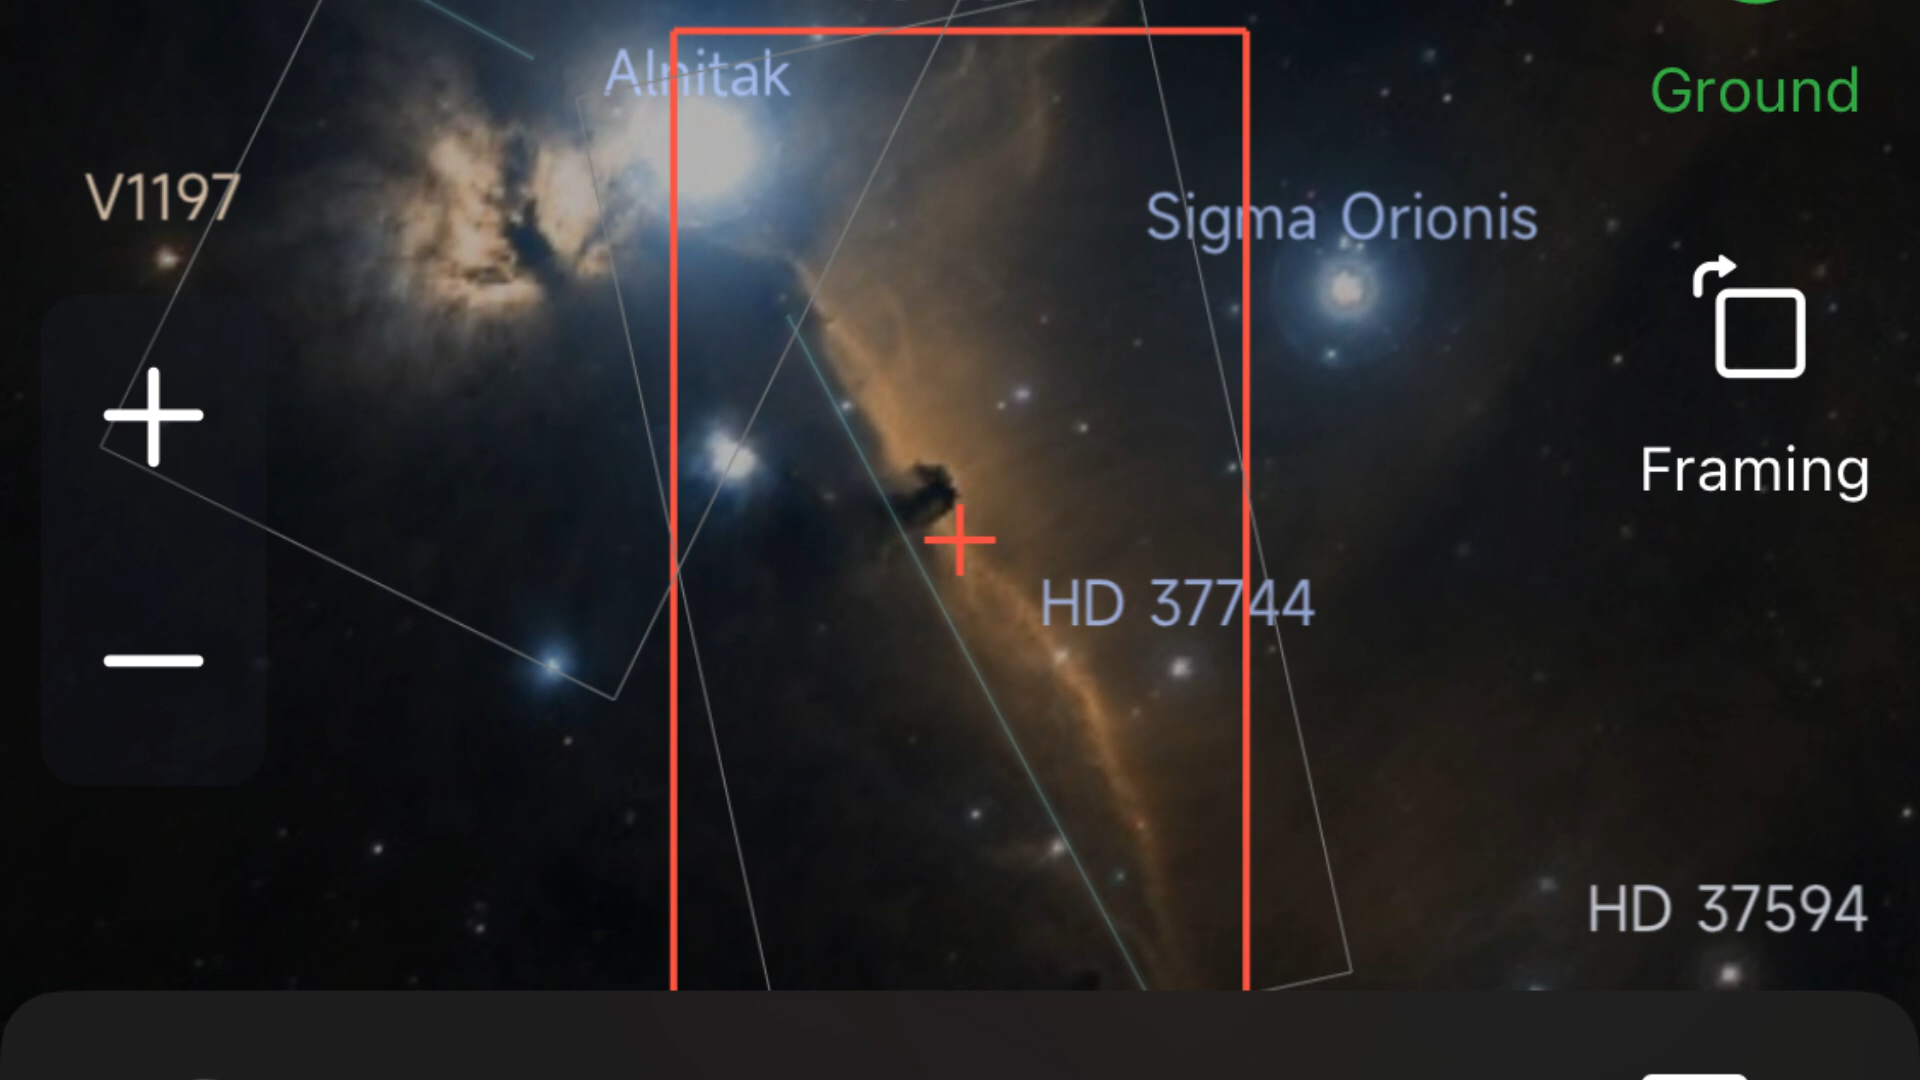 Alnitak
Ground
V1197
Sigma Orionis
Framing
HD 37744
HD 37594